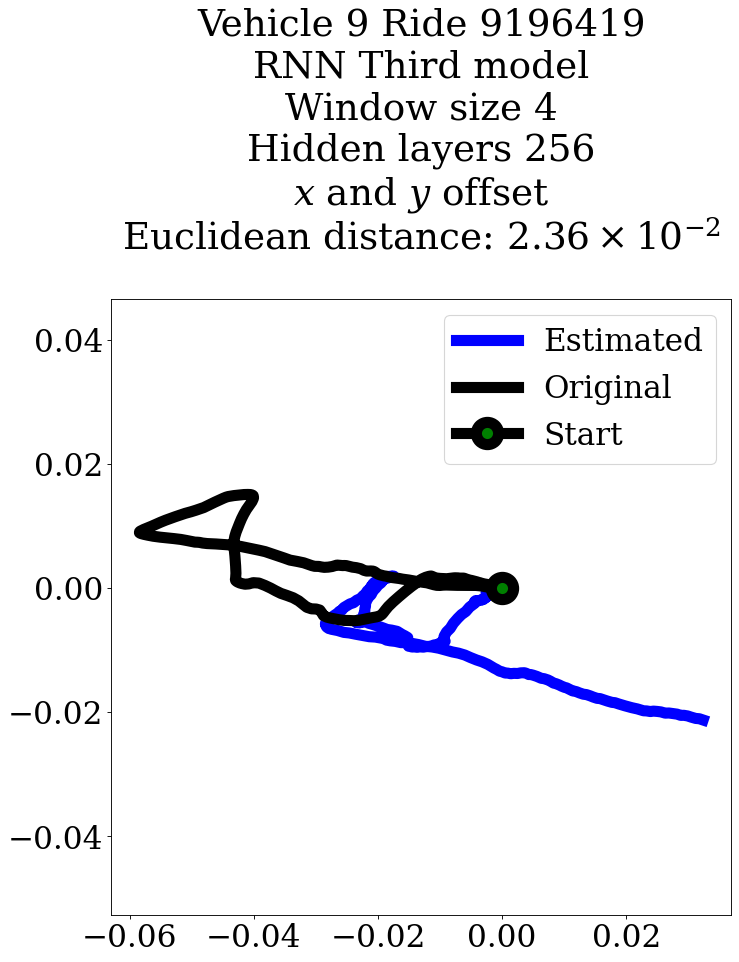 Vehicle 9 Ride 9196419
RNN Third model
Window size 4
Hidden layers 256
x and y offset
Euclidean distance: 2.36 × 10⁻²
Estimated
Original
Start
0.04
0.02
0.00
−0.02
−0.04
−0.06 −0.04 −0.02 0.00 0.02